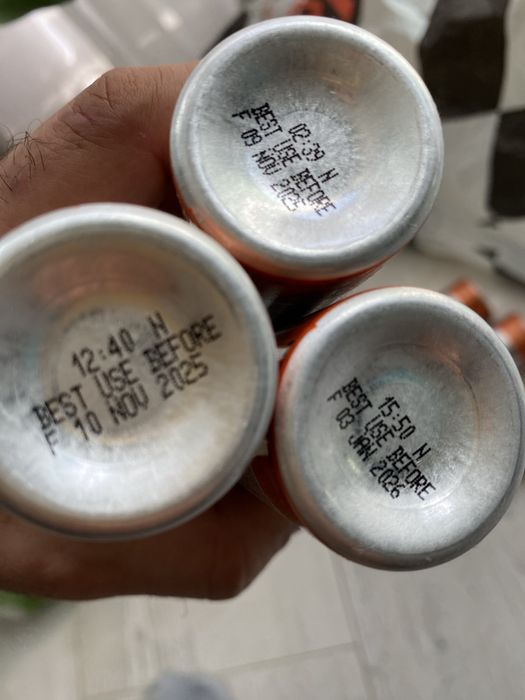 02:39 N
BEST USE BEFORE
F 09 NOV 2025
12:40 N
BEST USE BEFORE
F 10 NOV 2025
15:50 N
BEST USE BEFORE
F 03 JAN 2026